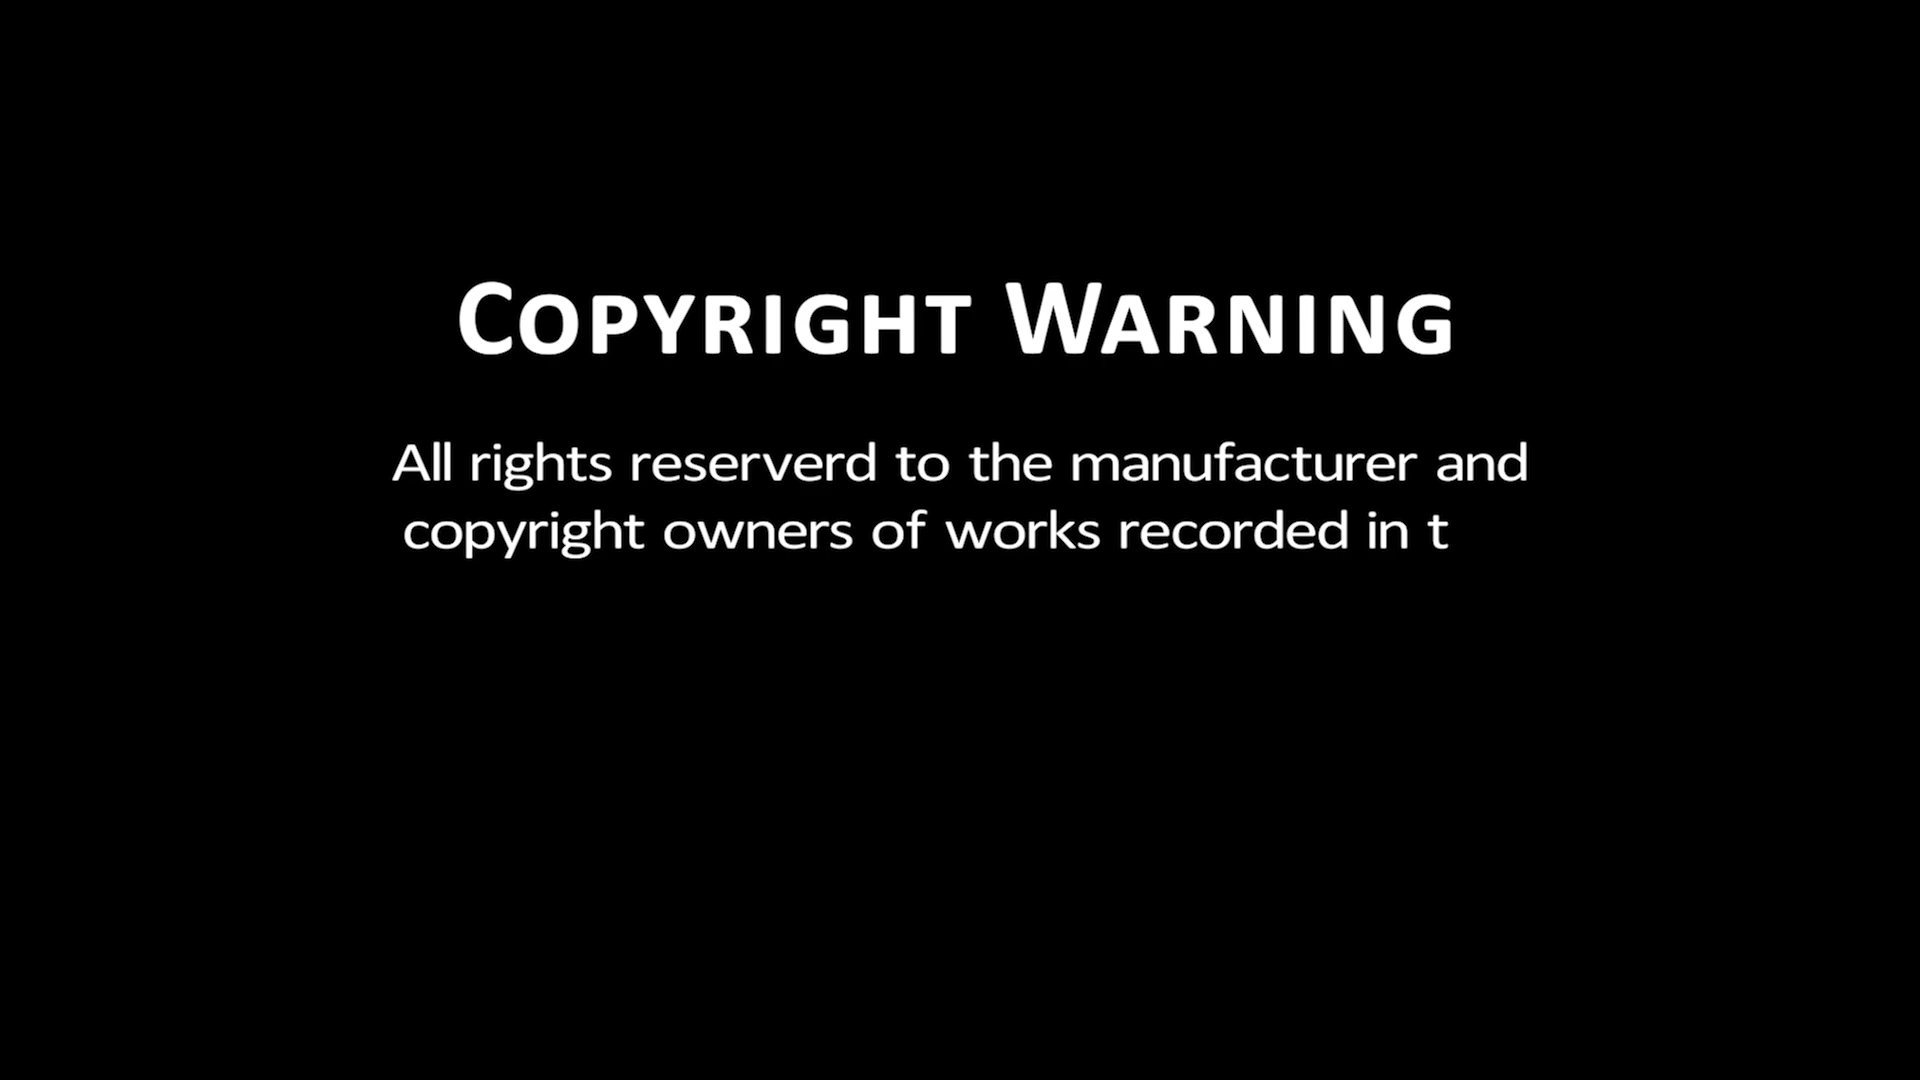 Copyright Warning
All rights reserverd to the manufacturer and
copyright owners of works recorded in t